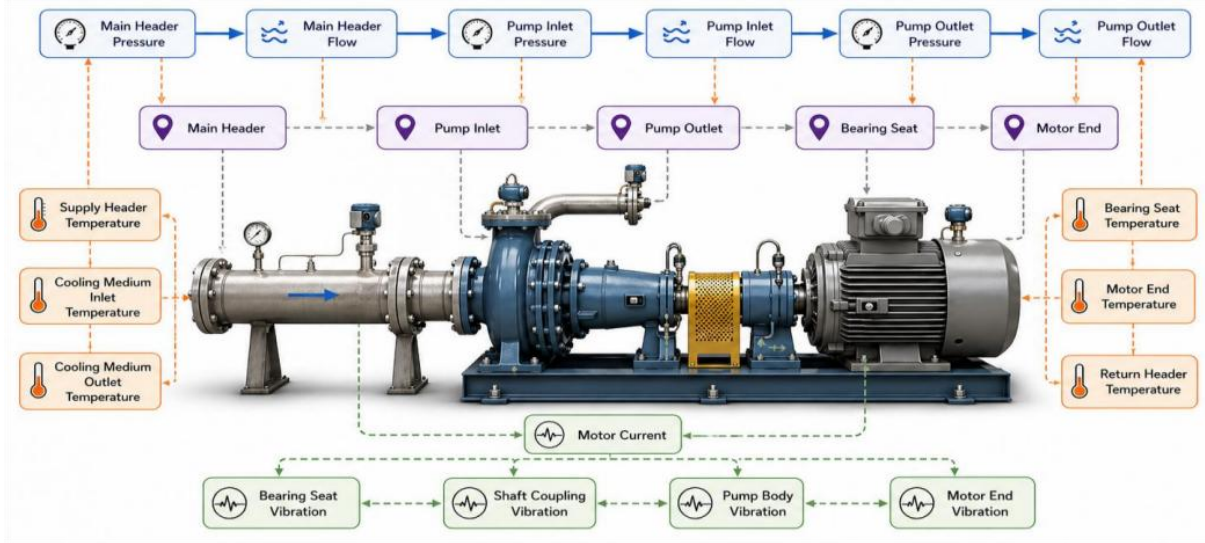 Main Header
Pressure
Main Header
Flow
Pump Inlet
Pressure
Pump Inlet
Flow
Pump Outlet
Pressure
Pump Outlet
Flow
Main Header
Pump Inlet
Pump Outlet
Bearing Seat
Motor End
Supply Header
Temperature
Cooling Medium
Inlet
Temperature
Cooling Medium
Outlet
Temperature
Bearing Seat
Temperature
Motor End
Temperature
Return Header
Temperature
Motor Current
Bearing Seat
Vibration
Shaft Coupling
Vibration
Pump Body
Vibration
Motor End
Vibration